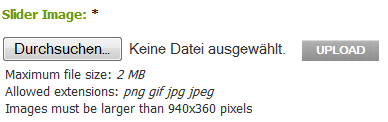 Slider Image: *
Durchsuchen... Keine Datei ausgewählt. UPLOAD
Maximum file size: 2 MB
Allowed extensions: png gif jpg jpeg
Images must be larger than 940x360 pixels